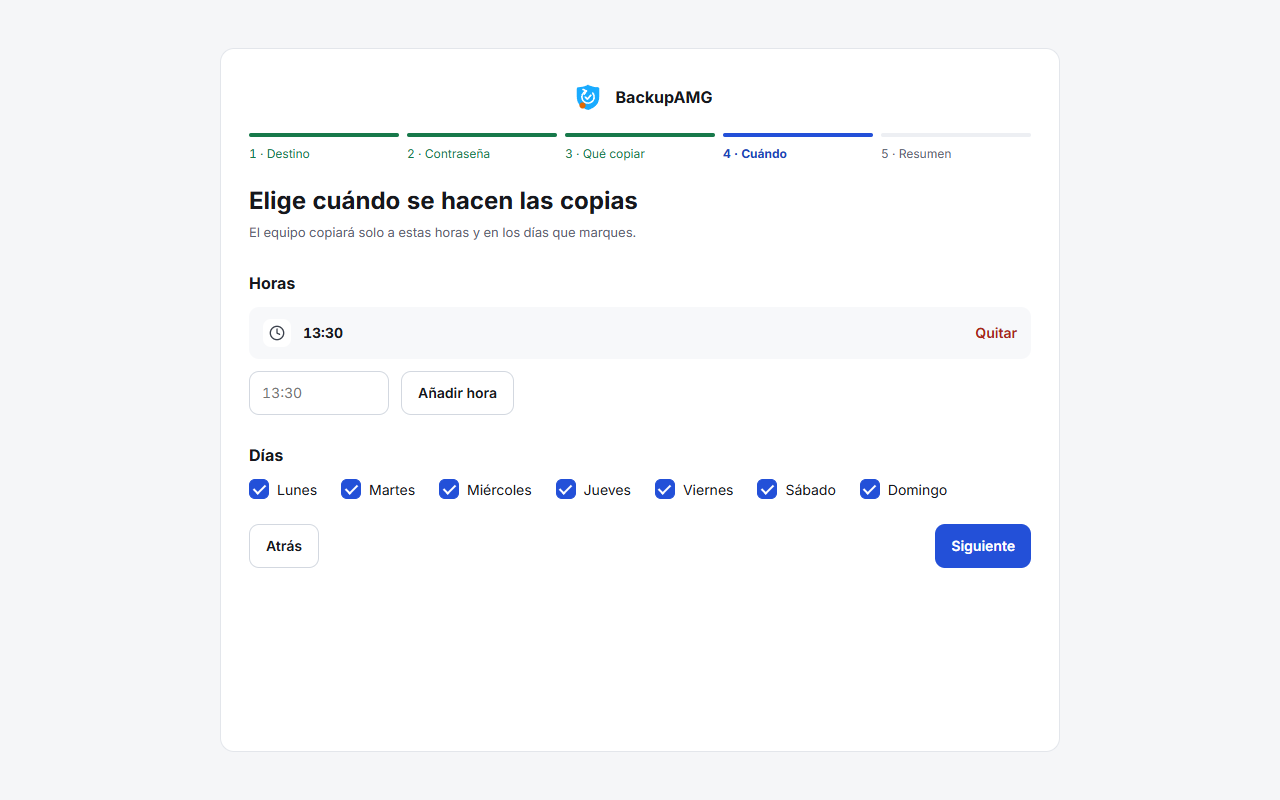 BackupAMG
1 · Destino
2 · Contraseña
3 · Qué copiar
4 · Cuándo
5 · Resumen
Elige cuándo se hacen las copias
El equipo copiará solo a estas horas y en los días que marques.
Horas
13:30
Quitar
13:30
Añadir hora
Días
Lunes
Martes
Miércoles
Jueves
Viernes
Sábado
Domingo
Atrás
Siguiente